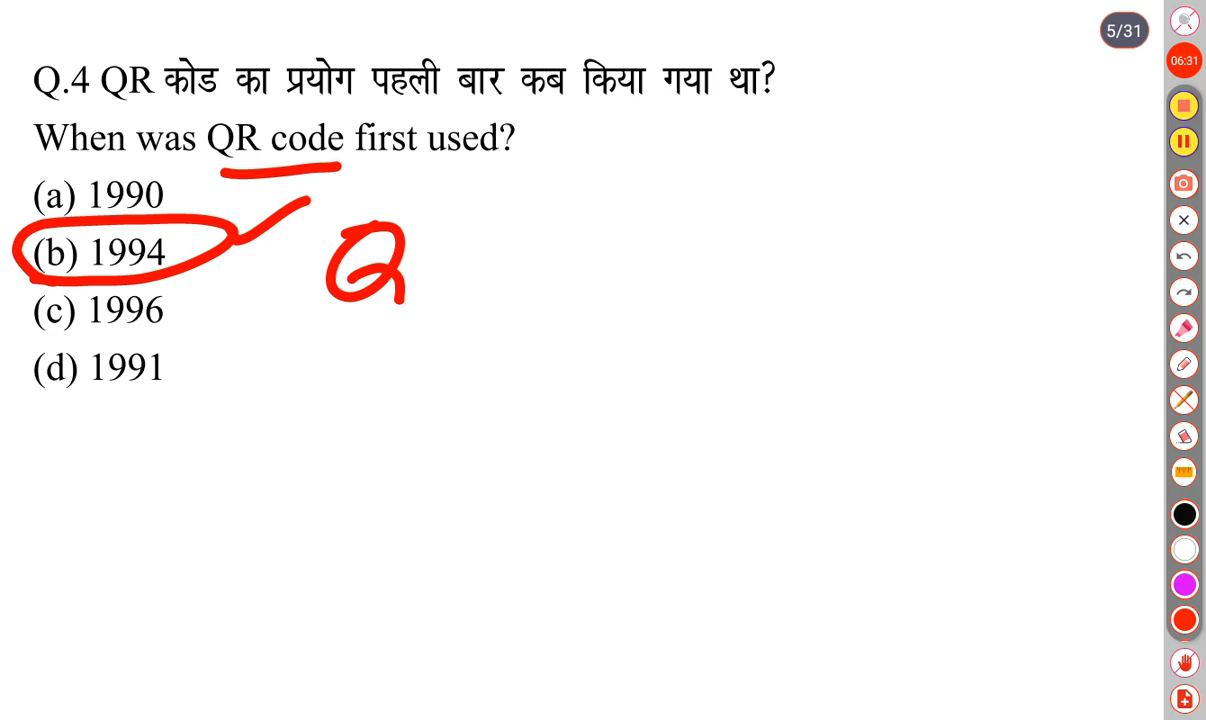 5/31
06:31
Q.4 QR कोड का प्रयोग पहली बार कब किया गया था?
When was QR code first used?
(a) 1990
(b) 1994
Q
(c) 1996
(d) 1991